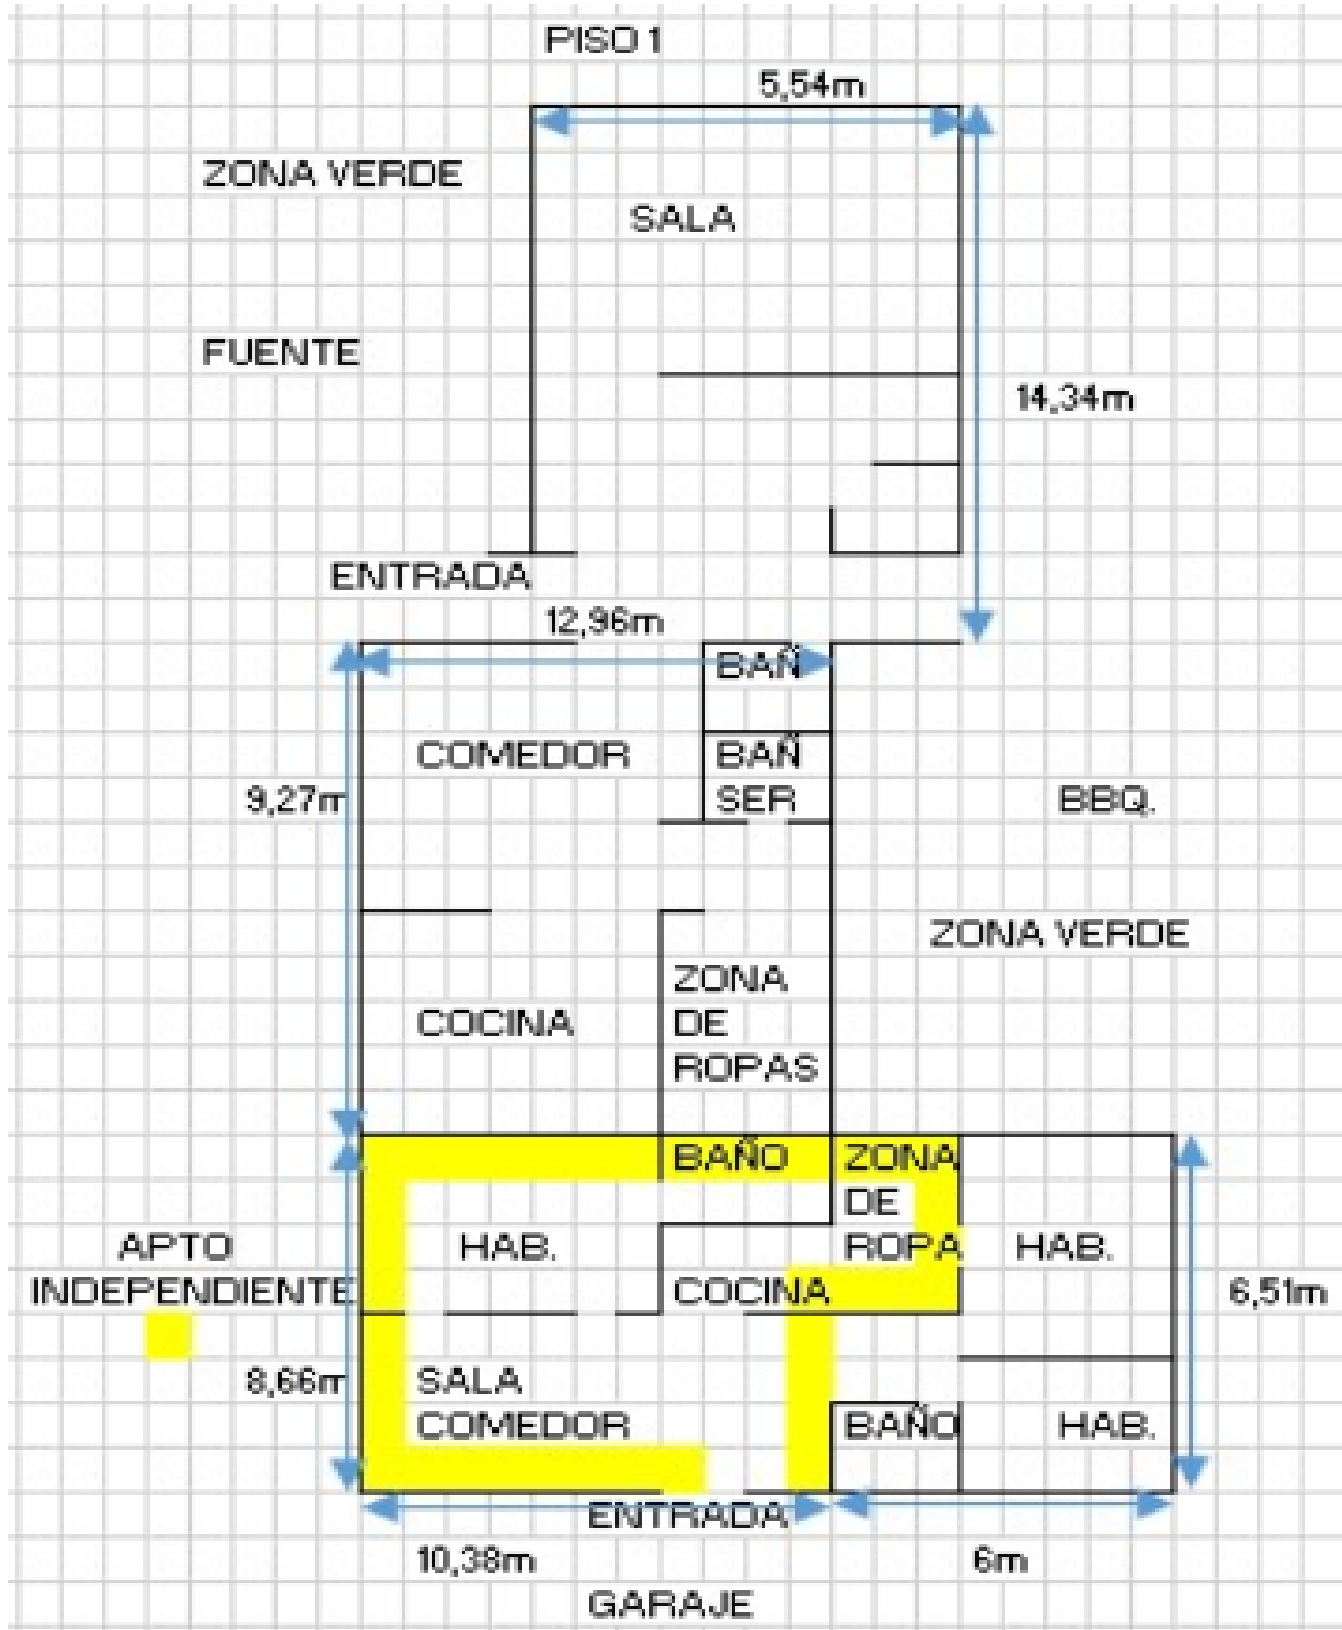 PISO 1
5,54m
ZONA VERDE
SALA
FUENTE
14,34m
ENTRADA
12,96m
BAÑ
COMEDOR
BAÑ
SER
9,27m
BBQ.
ZONA VERDE
ZONA
DE
ROPAS
COCINA
BAÑO
ZONA
DE
ROPA
APTO
INDEPENDIENTE
HAB.
HAB.
COCINA
6,51m
8,66m
SALA
COMEDOR
BAÑO
HAB.
ENTRADA
10,38m
6m
GARAJE